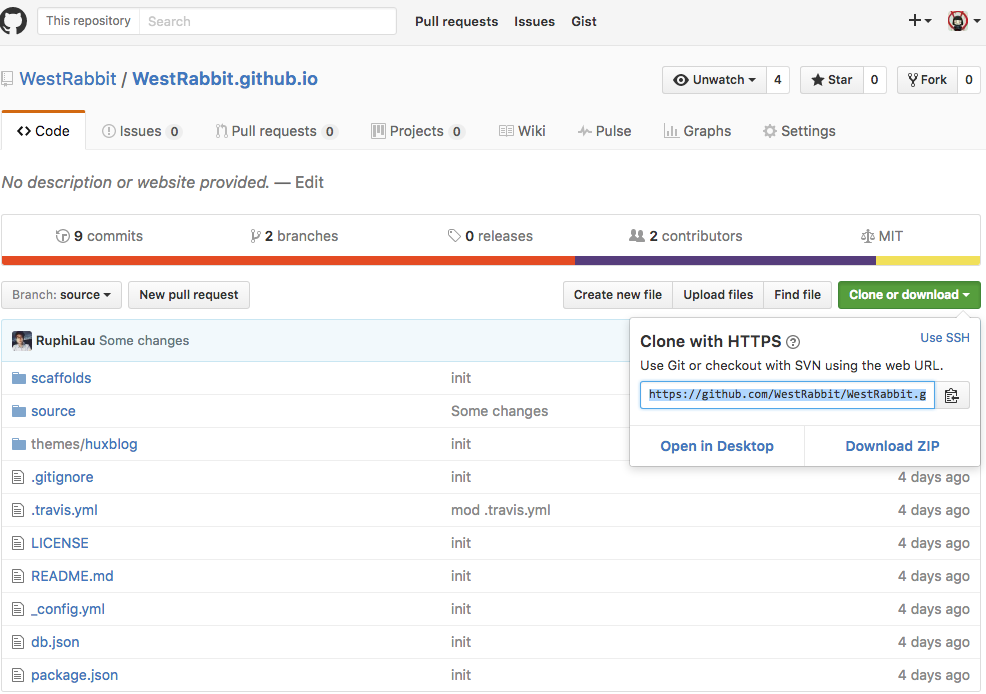 This repository Search Pull requests Issues Gist
WestRabbit / WestRabbit.github.io Unwatch 4 Star 0 Fork 0
Code Issues 0 Pull requests 0 Projects 0 Wiki Pulse Graphs Settings
No description or website provided. — Edit
9 commits 2 branches 0 releases 2 contributors MIT
Branch: source New pull request Create new file Upload files Find file Clone or download
RuphiLau Some changes
Clone with HTTPS ? Use SSH
Use Git or checkout with SVN using the web URL.
https://github.com/WestRabbit/WestRabbit.g
Open in Desktop Download ZIP
scaffolds init
source Some changes
themes/huxblog init
.gitignore init 4 days ago
.travis.yml mod .travis.yml 4 days ago
LICENSE init 4 days ago
README.md init 4 days ago
_config.yml init 4 days ago
db.json init 4 days ago
package.json init 4 days ago